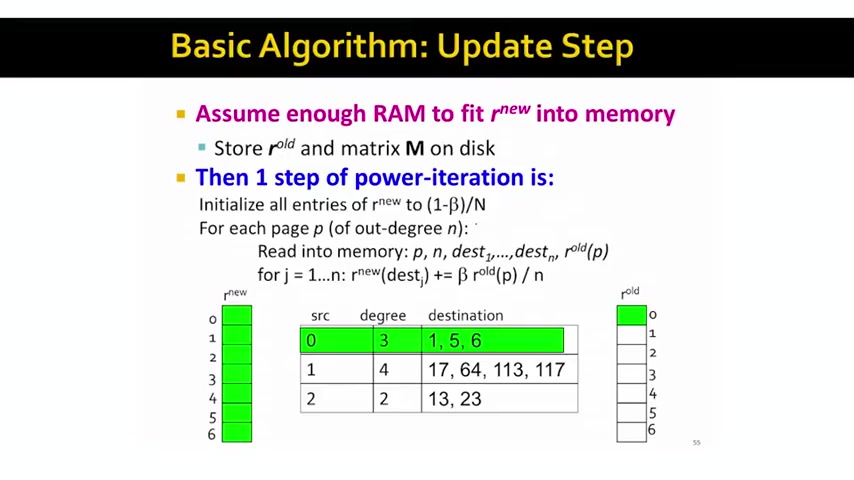 Basic Algorithm: Update Step
Assume enough RAM to fit r^new into memory
Store r^old and matrix M on disk
Then 1 step of power-iteration is:
Initialize all entries of r^new to (1-β)/N
For each page p (of out-degree n):
Read into memory: p, n, dest_1,…,dest_n, r^old(p)
for j = 1…n: r^new(dest_j) += β r^old(p) / n
r^new
0
1
2
3
4
5
6
src degree destination
0 3 1, 5, 6
1 4 17, 64, 113, 117
2 2 13, 23
r^old
0
1
2
3
4
5
6
55